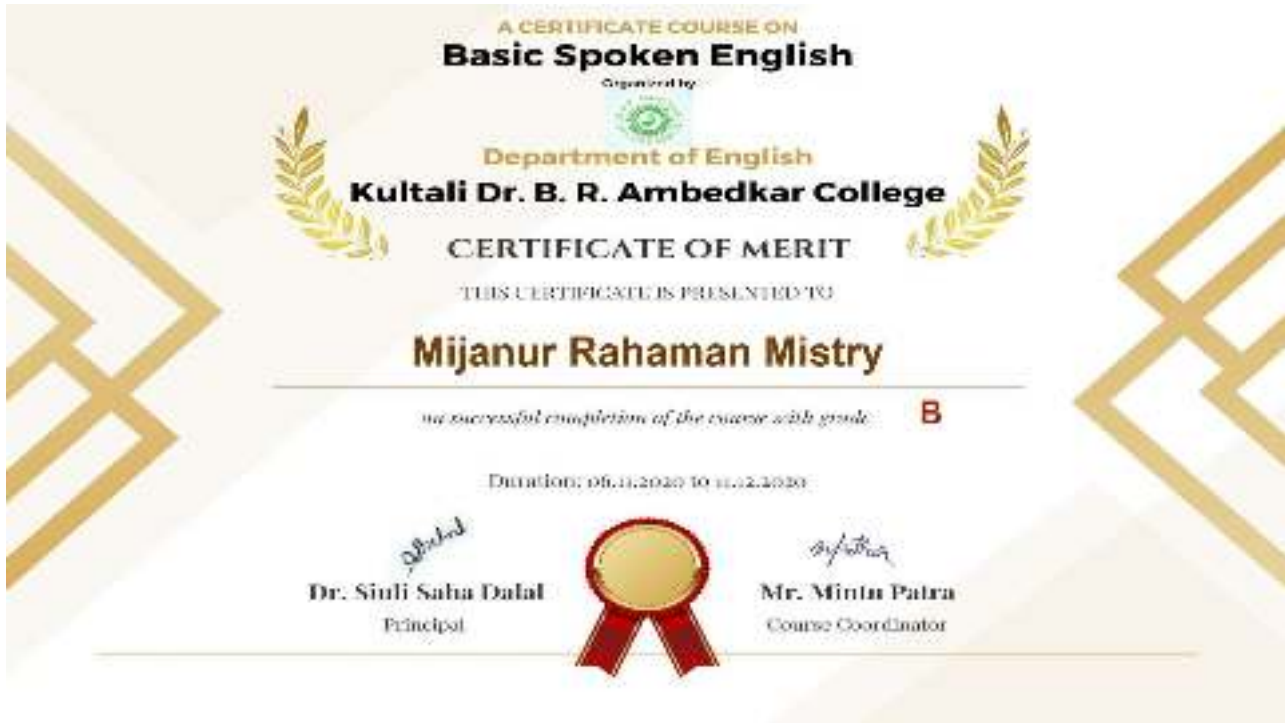 A CERTIFICATE COURSE ON
Basic Spoken English
Organized by
Department of English
Kultali Dr. B. R. Ambedkar College
CERTIFICATE OF MERIT
THIS CERTIFICATE IS PRESENTED TO
Mijanur Rahaman Mistry
on successful completion of the course with grade B
Duration: 06.11.2020 to 11.12.2020
Dr. Siuli Saha Dalal
Principal
Mr. Mintu Patra
Course Coordinator